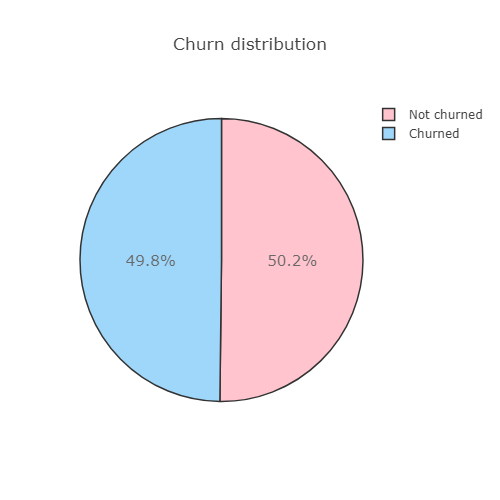 Churn distribution
Not churned
Churned
49.8%
50.2%